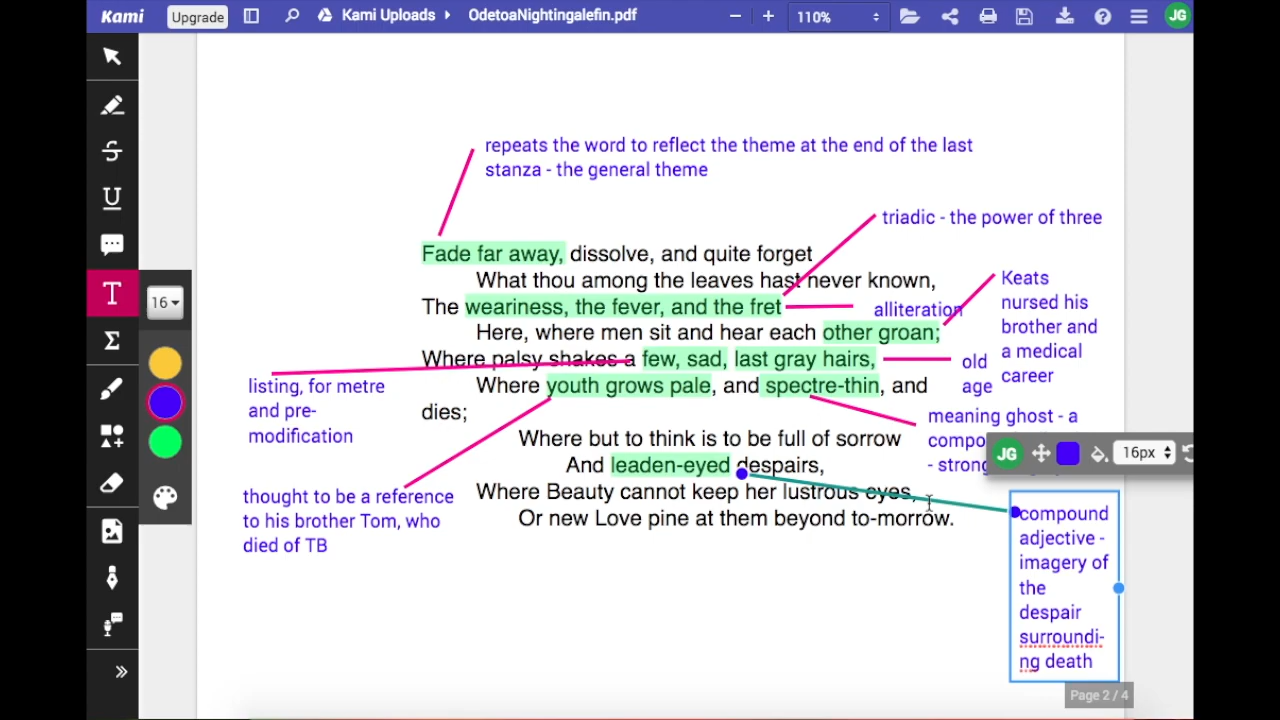 Kami
Upgrade
Kami Uploads
OdetoaNightingalefin.pdf
110%
JG
repeats the word to reflect the theme at the end of the last
stanza - the general theme
triadic - the power of three
Fade far away, dissolve, and quite forget
What thou among the leaves hast never known,
The weariness, the fever, and the fret
alliteration
Keats
nursed his
brother and
a medical
career
Here, where men sit and hear each other groan;
Where palsy shakes a few, sad, last gray hairs,
old
age
Where youth grows pale, and spectre-thin, and
dies;
listing, for metre
and pre-
modification
meaning ghost - a
compo
- strong
Where but to think is to be full of sorrow
And leaden-eyed despairs,
Where Beauty cannot keep her lustrous eyes,
Or new Love pine at them beyond to-morrow.
thought to be a reference
to his brother Tom, who
died of TB
JG
16px
compound
adjective -
imagery of
the
despair
surroundi-
ng death
T
16
Page 2 / 4